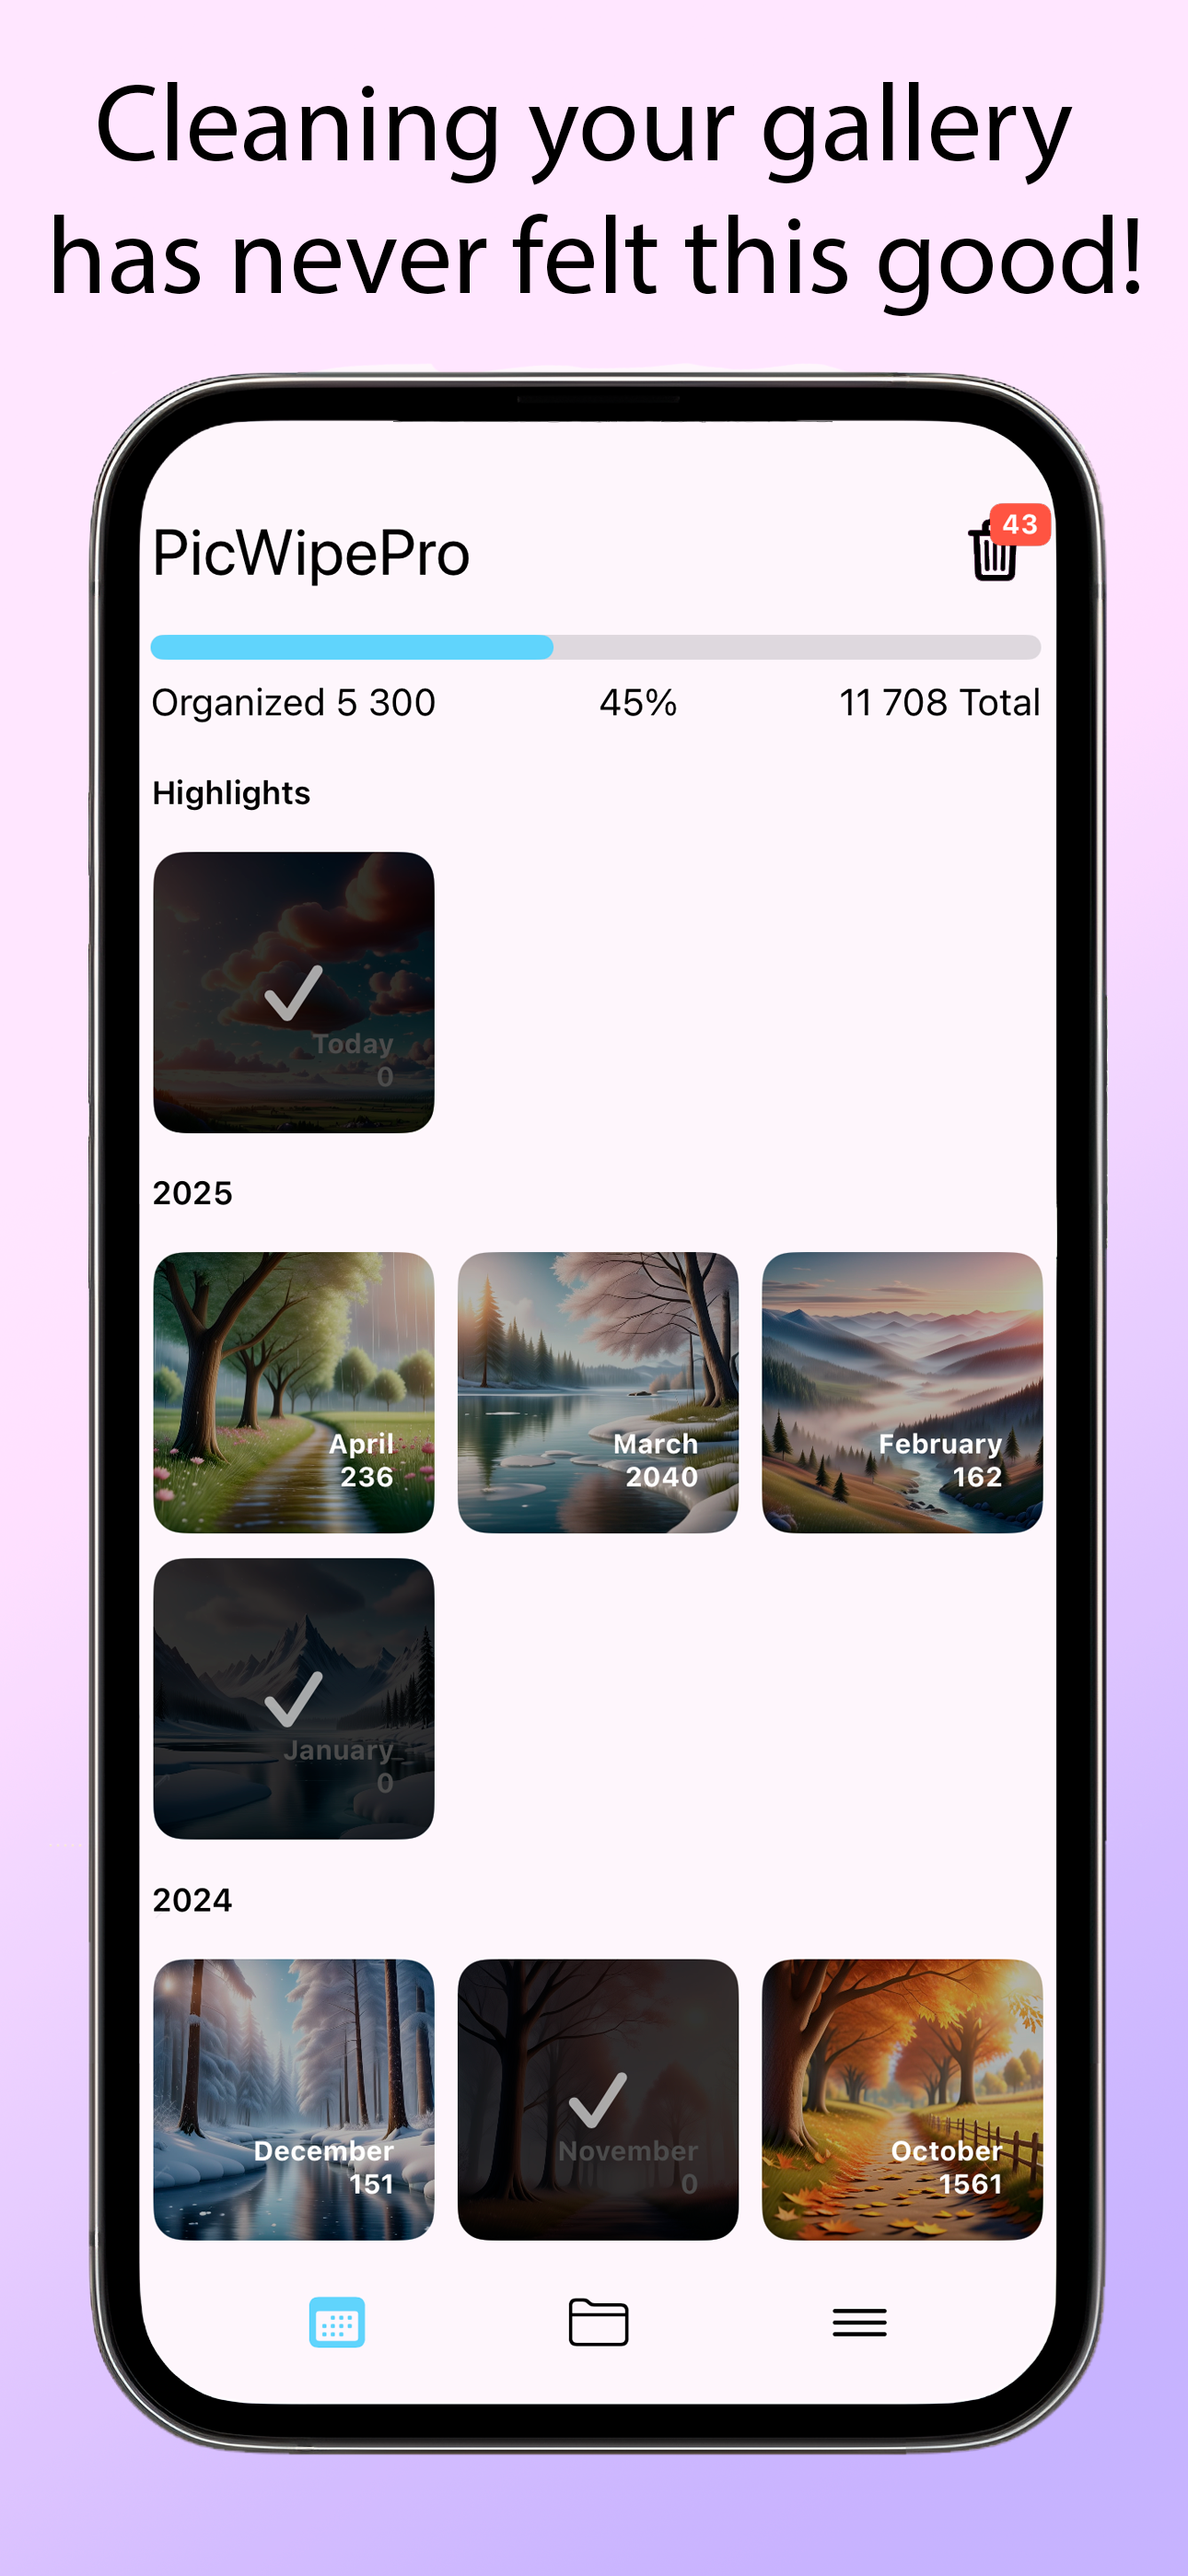 Cleaning your gallery
has never felt this good!
PicWipePro
43
Organized 5 300 45% 11 708 Total
Highlights
Today
0
2025
April
236
March
2040
February
162
January
0
2024
December
151
November
0
October
1561